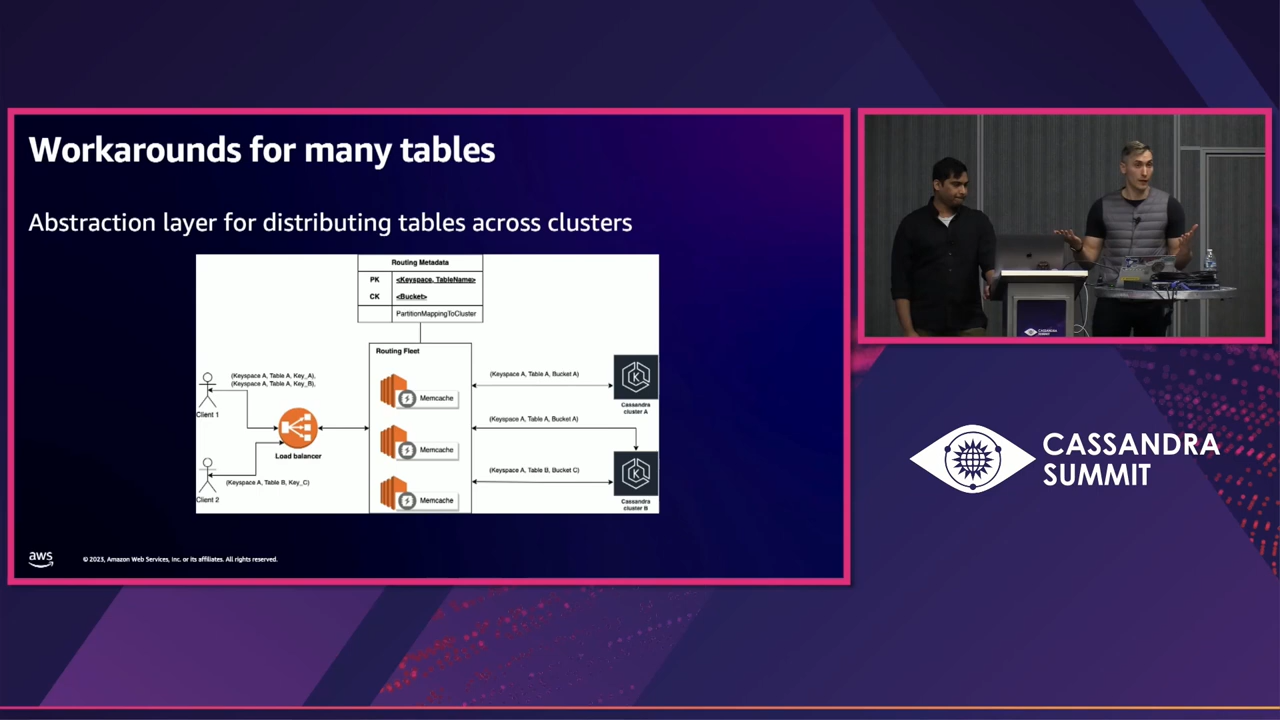 Workarounds for many tables
Abstraction layer for distributing tables across clusters
Routing Metadata
PK <Keyspace, TableName>
CK <Bucket>
PartitionMappingToCluster
Routing Fleet
Memcache
Memcache
Memcache
(Keyspace A, Table A, Key_A),
(Keyspace A, Table A, Key_B),
Client 1
Load balancer
Client 2
(Keyspace A, Table B, Key_C)
(Keyspace A, Table A, Bucket A)
(Keyspace A, Table A, Bucket A)
(Keyspace A, Table B, Bucket C)
K
Cassandra
cluster A
K
Cassandra
cluster B
aws
© 2023, Amazon Web Services, Inc. or its affiliates. All rights reserved.
CASSANDRA
SUMMIT
CASSANDRA
SUMMIT